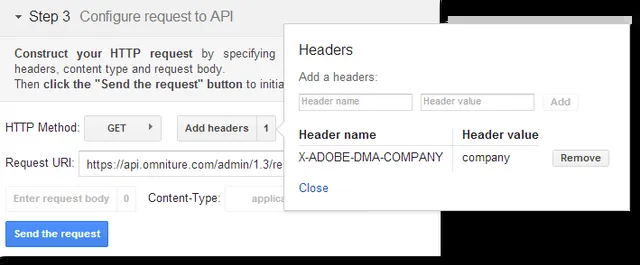 Step 3 Configure request to API
Construct your HTTP request by specifying
headers, content type and request body.
Then click the "Send the request" button to initia
HTTP Method: GET Add headers 1
Request URI: https://api.omniture.com/admin/1.3/re
Enter request body 0 Content-Type: applica
Send the request
Headers
Add a headers:
Header name Header value Add
Header name Header value
X-ADOBE-DMA-COMPANY company Remove
Close